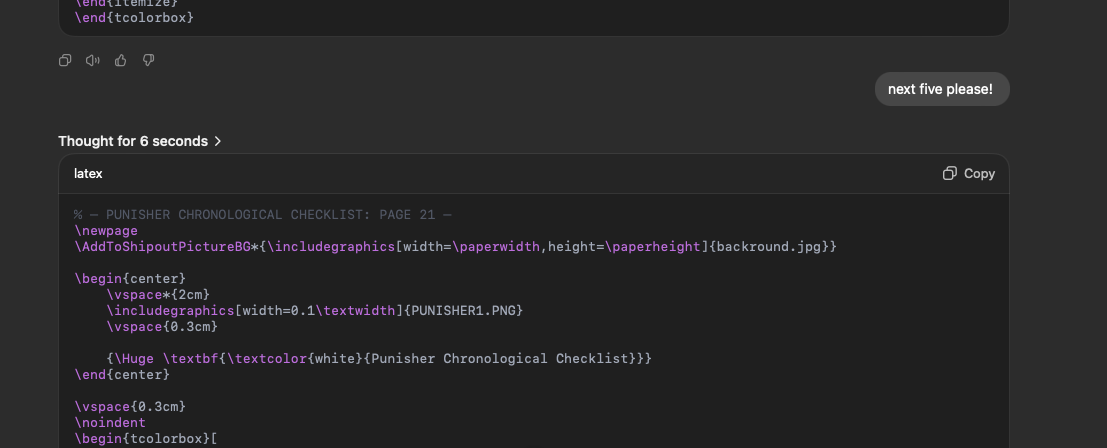 \end{itemize}
\end{tcolorbox}
next five please!
Thought for 6 seconds >
latex
Copy
% — PUNISHER CHRONOLOGICAL CHECKLIST: PAGE 21 —
\newpage
\AddToShipoutPictureBG*{\includegraphics[width=\paperwidth,height=\paperheight]{backround.jpg}}
\begin{center}
    \vspace*{2cm}
    \includegraphics[width=0.1\textwidth]{PUNISHER1.PNG}
    \vspace{0.3cm}
    {\Huge \textbf{\textcolor{white}{Punisher Chronological Checklist}}}
\end{center}
\vspace{0.3cm}
\noindent
\begin{tcolorbox}[